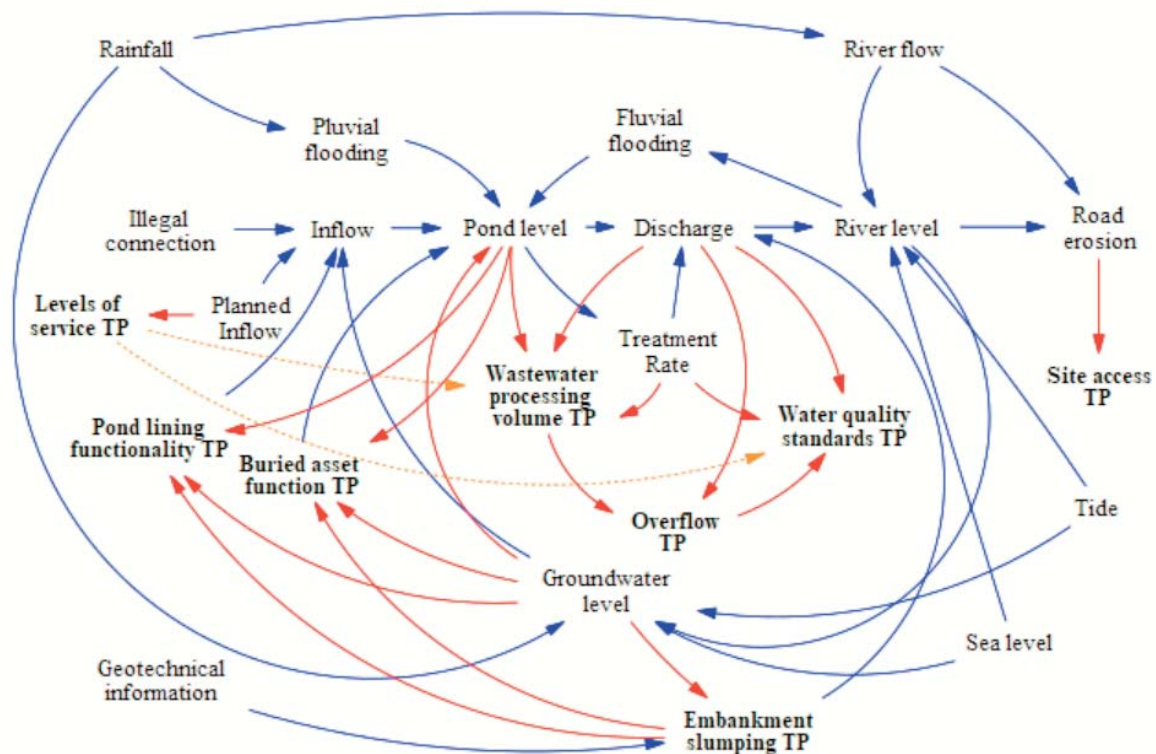 Rainfall
River flow
Pluvial
flooding
Fluvial
flooding
Illegal
connection
Inflow
Pond level
Discharge
River level
Road
erosion
Levels of
service TP
Planned
Inflow
Treatment
Rate
Wastewater
processing
volume TP
Water quality
standards TP
Site access
TP
Pond lining
functionality TP
Buried asset
function TP
Overflow
TP
Tide
Groundwater
level
Sea level
Geotechnical
information
Embankment
slumping TP